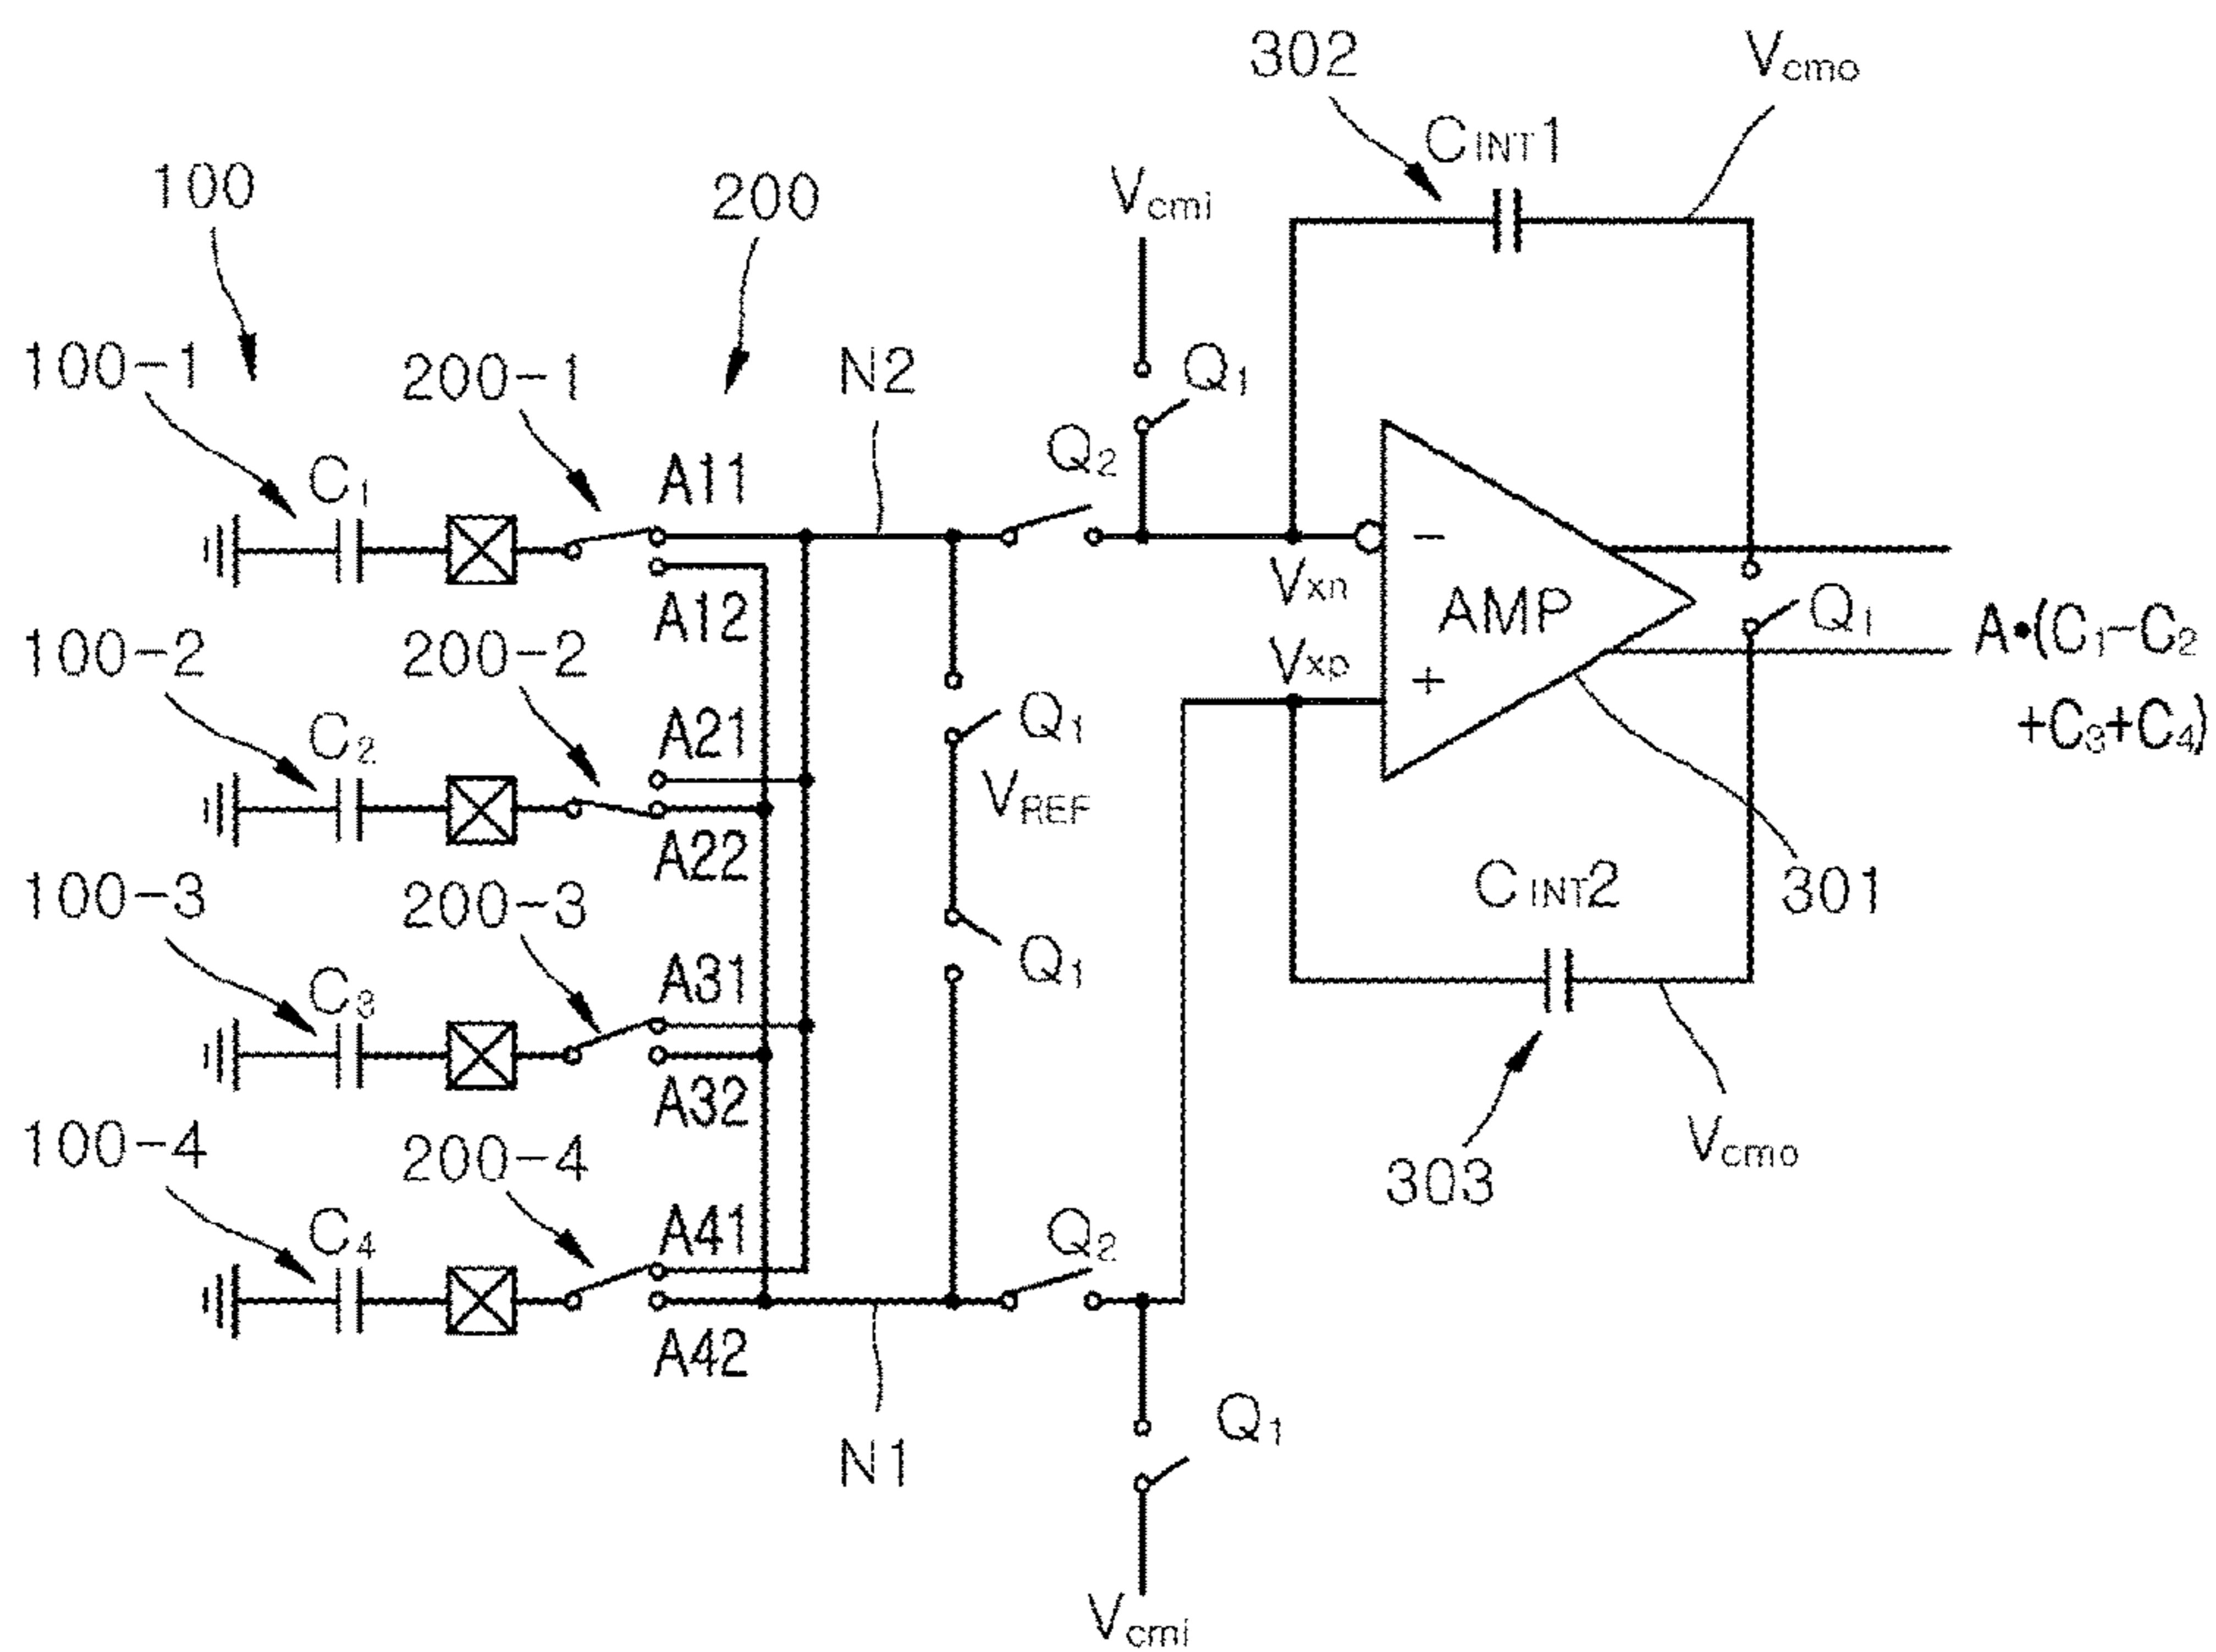 302
Vcmo
CINT1
100
200
Vcmi
100-1
200-1
N2
Q1
C1
A11
Q2
−
Vxn
AMP
Q1
A12
100-2
200-2
Vxp
+
A•(C1−C2
+C3+C4)
C2
A21
Q1
VREF
A22
100-3
200-3
CINT2
301
C3
A31
Q1
A32
100-4
200-4
303
Vcmo
C4
A41
Q2
A42
N1
Q1
Vcmi